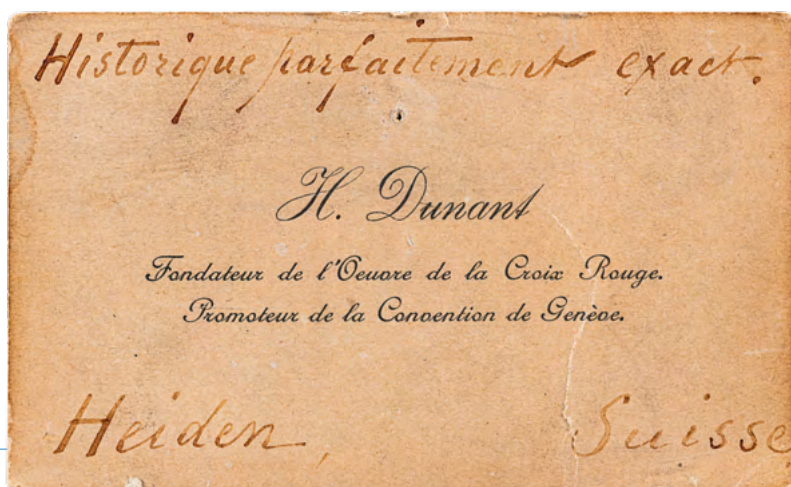 Historique parfaitement exact.
H. Dunant
Fondateur de l'Oeuvre de la Croix Rouge.
Promoteur de la Convention de Genève.
Heiden, Suisse